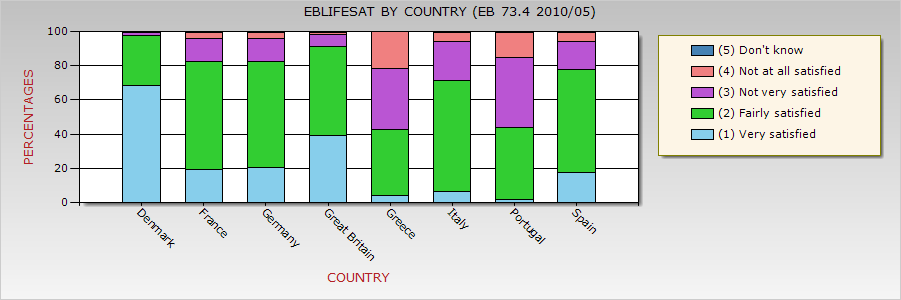 EBLIFESAT BY COUNTRY (EB 73.4 2010/05)
PERCENTAGES
100
80
60
40
20
0
Denmark
France
Germany
Great Britain
Greece
Italy
Portugal
Spain
COUNTRY
(5) Don't know
(4) Not at all satisfied
(3) Not very satisfied
(2) Fairly satisfied
(1) Very satisfied